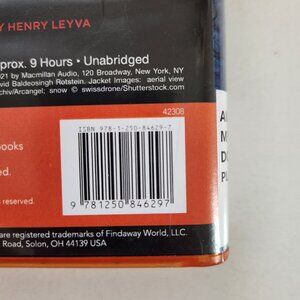 Y HENRY LEYVA
prox. 9 Hours • Unabridged
21 by Macmillan Audio, 120 Broadway, New York, NY
vid Baldeosingh Rotstein. Jacket Images: aerial view
chiv/Arcangel; snow © swissdrone/Shutterstock.com
42308
ISBN 978-1-250-84629-7
ooks
ed.
s reserved.
9 781250 846297
are registered trademarks of Findaway World, LLC.
Road, Solon, OH 44139 USA
A
M
D
PL